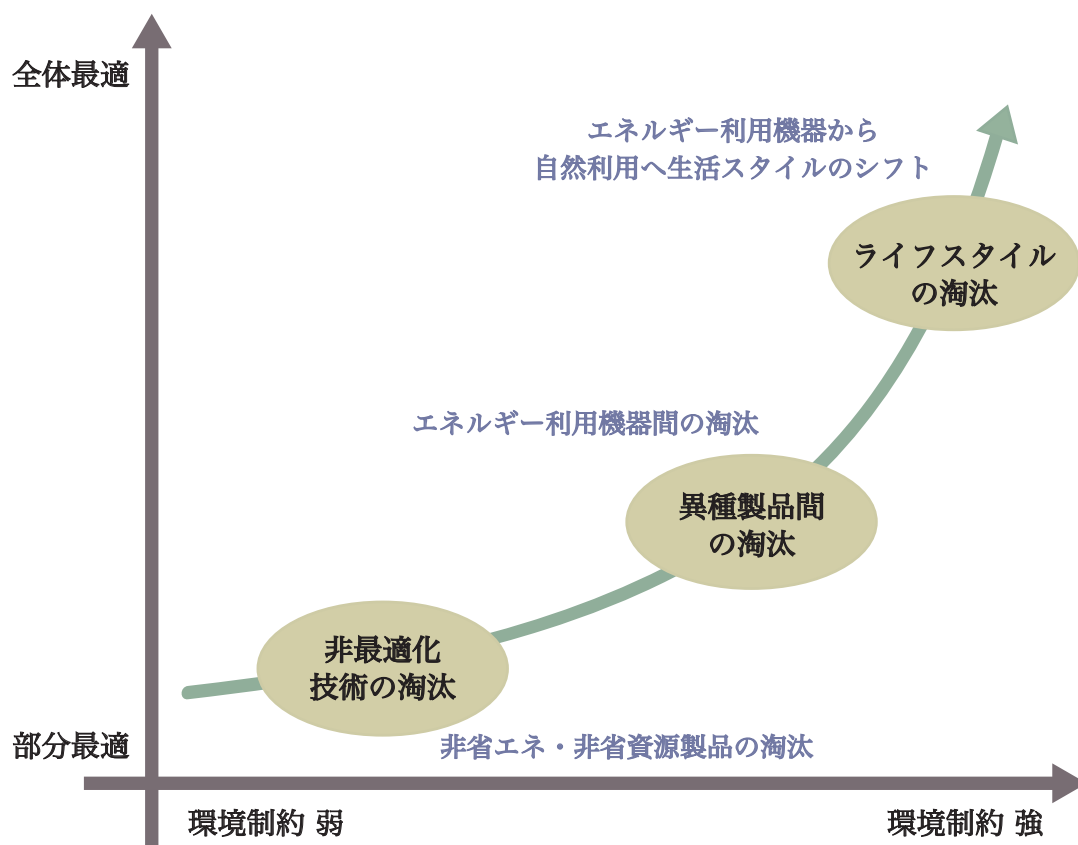 全体最適
エネルギー利用機器から
自然利用へ生活スタイルのシフト
ライフスタイル
の淘汰
エネルギー利用機器間の淘汰
異種製品間
の淘汰
非最適化
技術の淘汰
部分最適
非省エネ・非省資源製品の淘汰
環境制約 弱
環境制約 強